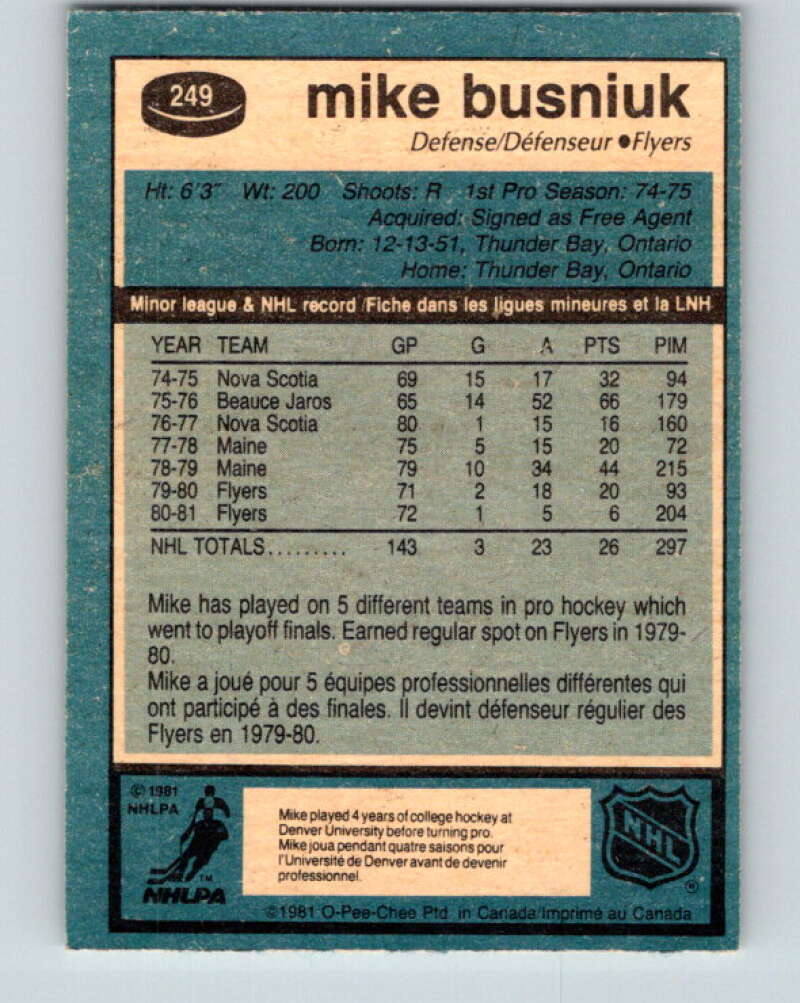 249
mike busniuk
Defense/Défenseur ●Flyers
Ht: 6'3" Wt: 200 Shoots: R 1st Pro Season: 74-75
Acquired: Signed as Free Agent
Born: 12-13-51, Thunder Bay, Ontario
Home: Thunder Bay, Ontario
Minor league & NHL record /Fiche dans les ligues mineures et la LNH
YEAR TEAM GP G A PTS PIM
74-75 Nova Scotia 69 15 17 32 94
75-76 Beauce Jaros 65 14 52 66 179
76-77 Nova Scotia 80 1 15 16 160
77-78 Maine 75 5 15 20 72
78-79 Maine 79 10 34 44 215
79-80 Flyers 71 2 18 20 93
80-81 Flyers 72 1 5 6 204
NHL TOTALS......... 143 3 23 26 297
Mike has played on 5 different teams in pro hockey which
went to playoff finals. Earned regular spot on Flyers in 1979-
80.
Mike a joué pour 5 équipes professionnelles différentes qui
ont participé à des finales. Il devint défenseur régulier des
Flyers en 1979-80.
© 1981
NHLPA
TM
NHLPA
Mike played 4 years of college hockey at
Denver University before turning pro.
Mike joua pendant quatre saisons pour
l'Université de Denver avant de devenir
professionnel.
NHL
®
©1981 O-Pee-Chee Ptd. in Canada/Imprimé au Canada